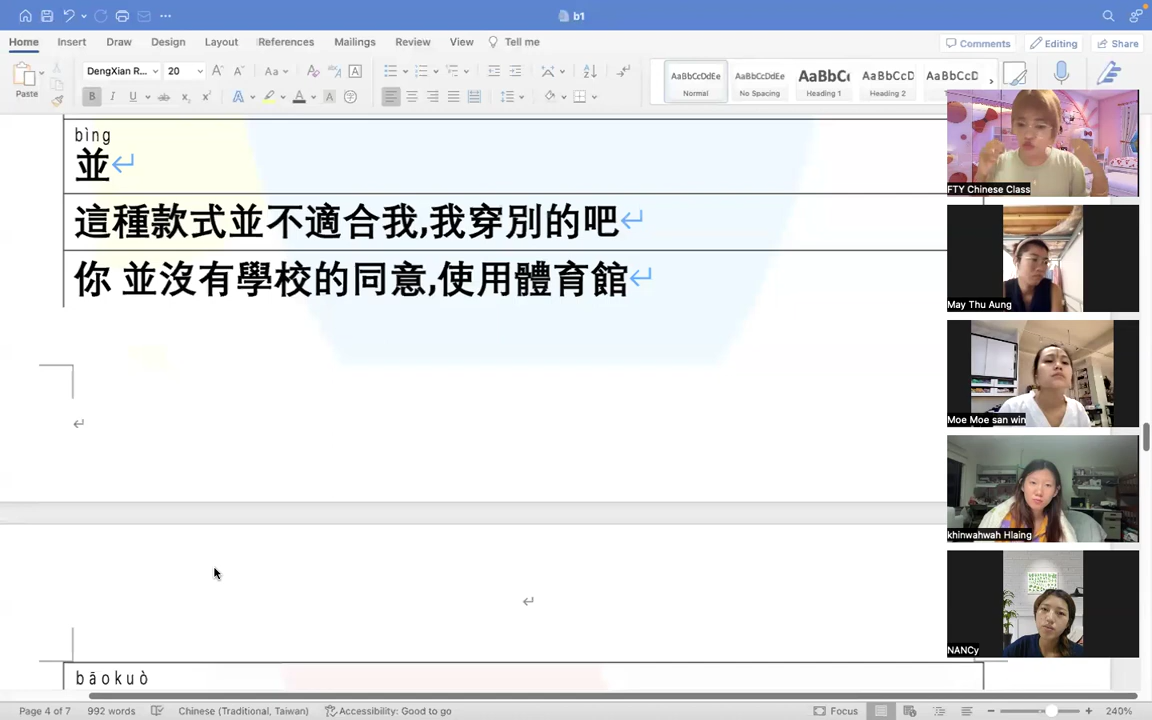 b1
Home Insert Draw Design Layout References Mailings Review View Tell me
Comments Editing Share
Paste
DengXian R... 20
AaBbCcDdEe AaBbCcDdEe AaBbCc AaBbCcD AaBbCcD
Normal No Spacing Heading 1 Heading 2
bìng
並
這種款式並不適合我,我穿別的吧
你 並沒有學校的同意,使用體育館
bāokuò
FTY Chinese Class
May Thu Aung
Moe Moe san win
khinwahwah Hlaing
NANCy
Page 4 of 7 992 words Chinese (Traditional, Taiwan) Accessibility: Good to go Focus 240%